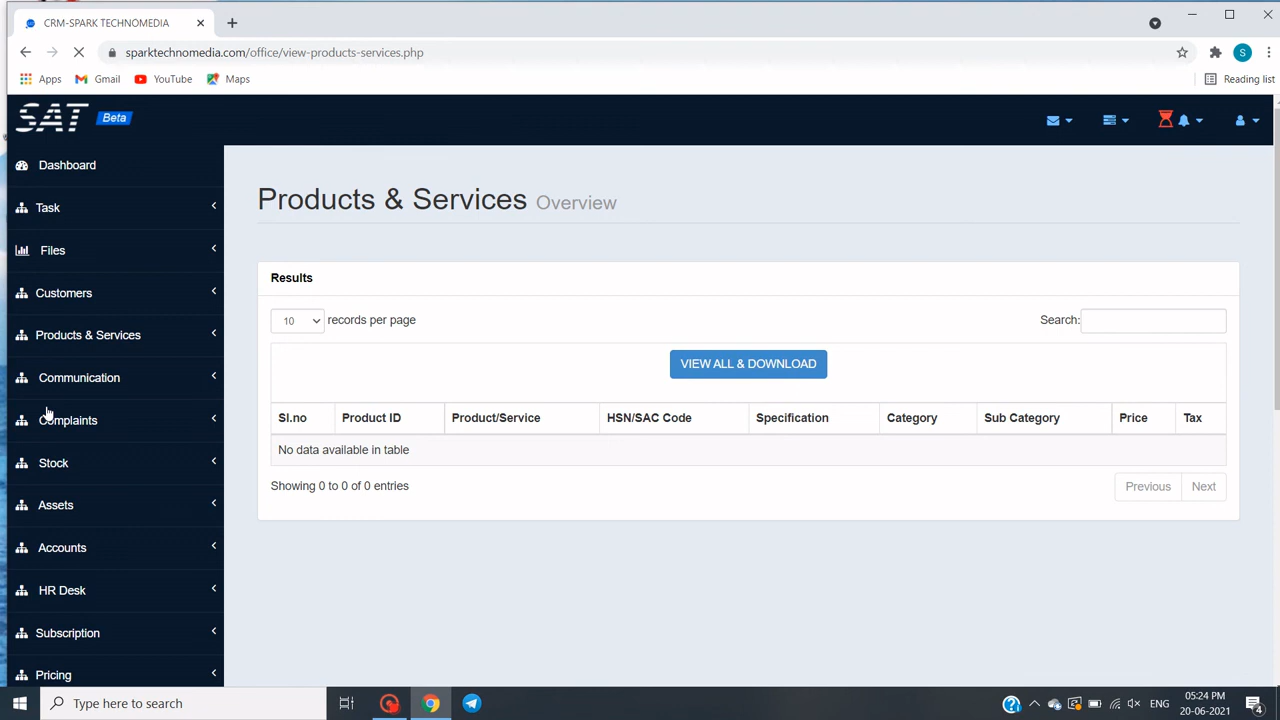 CRM-SPARK TECHNOMEDIA
sparktechnomedia.com/office/view-products-services.php
S
Apps
Gmail
YouTube
Maps
Reading list
SAT
Beta
Dashboard
Task
Files
Customers
Products & Services
Communication
Complaints
Stock
Assets
Accounts
HR Desk
Subscription
Pricing
Products & Services Overview
Results
10 records per page
Search:
VIEW ALL & DOWNLOAD
Sl.no Product ID Product/Service HSN/SAC Code Specification Category Sub Category Price Tax
No data available in table
Showing 0 to 0 of 0 entries
Previous Next
Type here to search
ENG
05:24 PM
20-06-2021
4